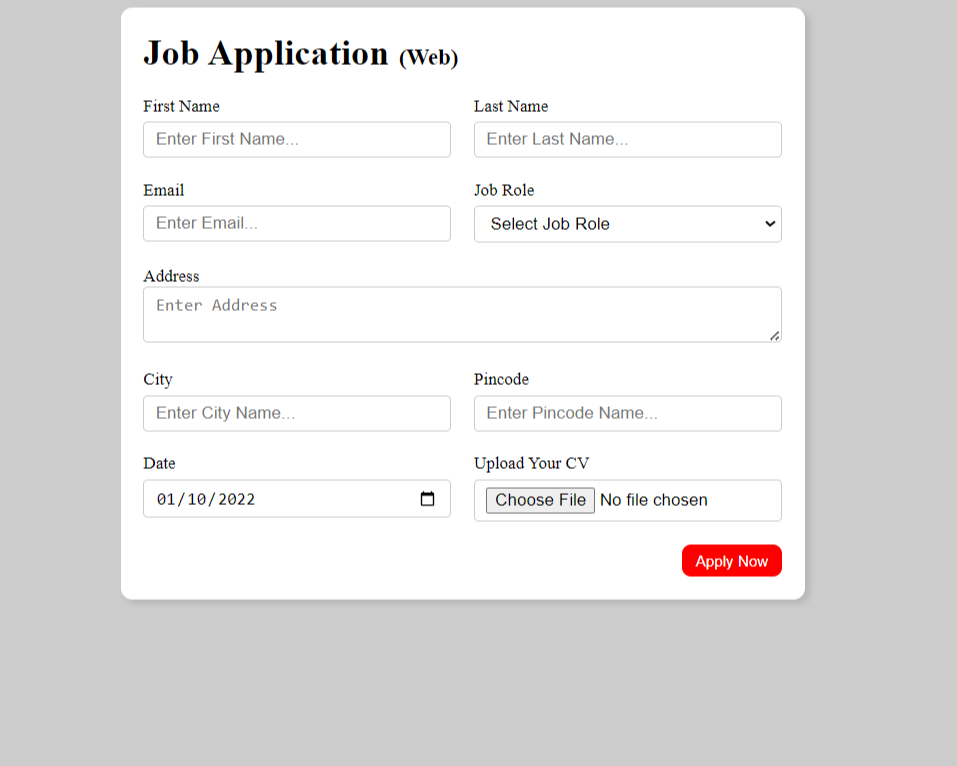 Job Application (Web)
First Name Last Name
Enter First Name... Enter Last Name...
Email Job Role
Enter Email... Select Job Role
Address
Enter Address
City Pincode
Enter City Name... Enter Pincode Name...
Date Upload Your CV
01/10/2022 Choose File No file chosen
Apply Now